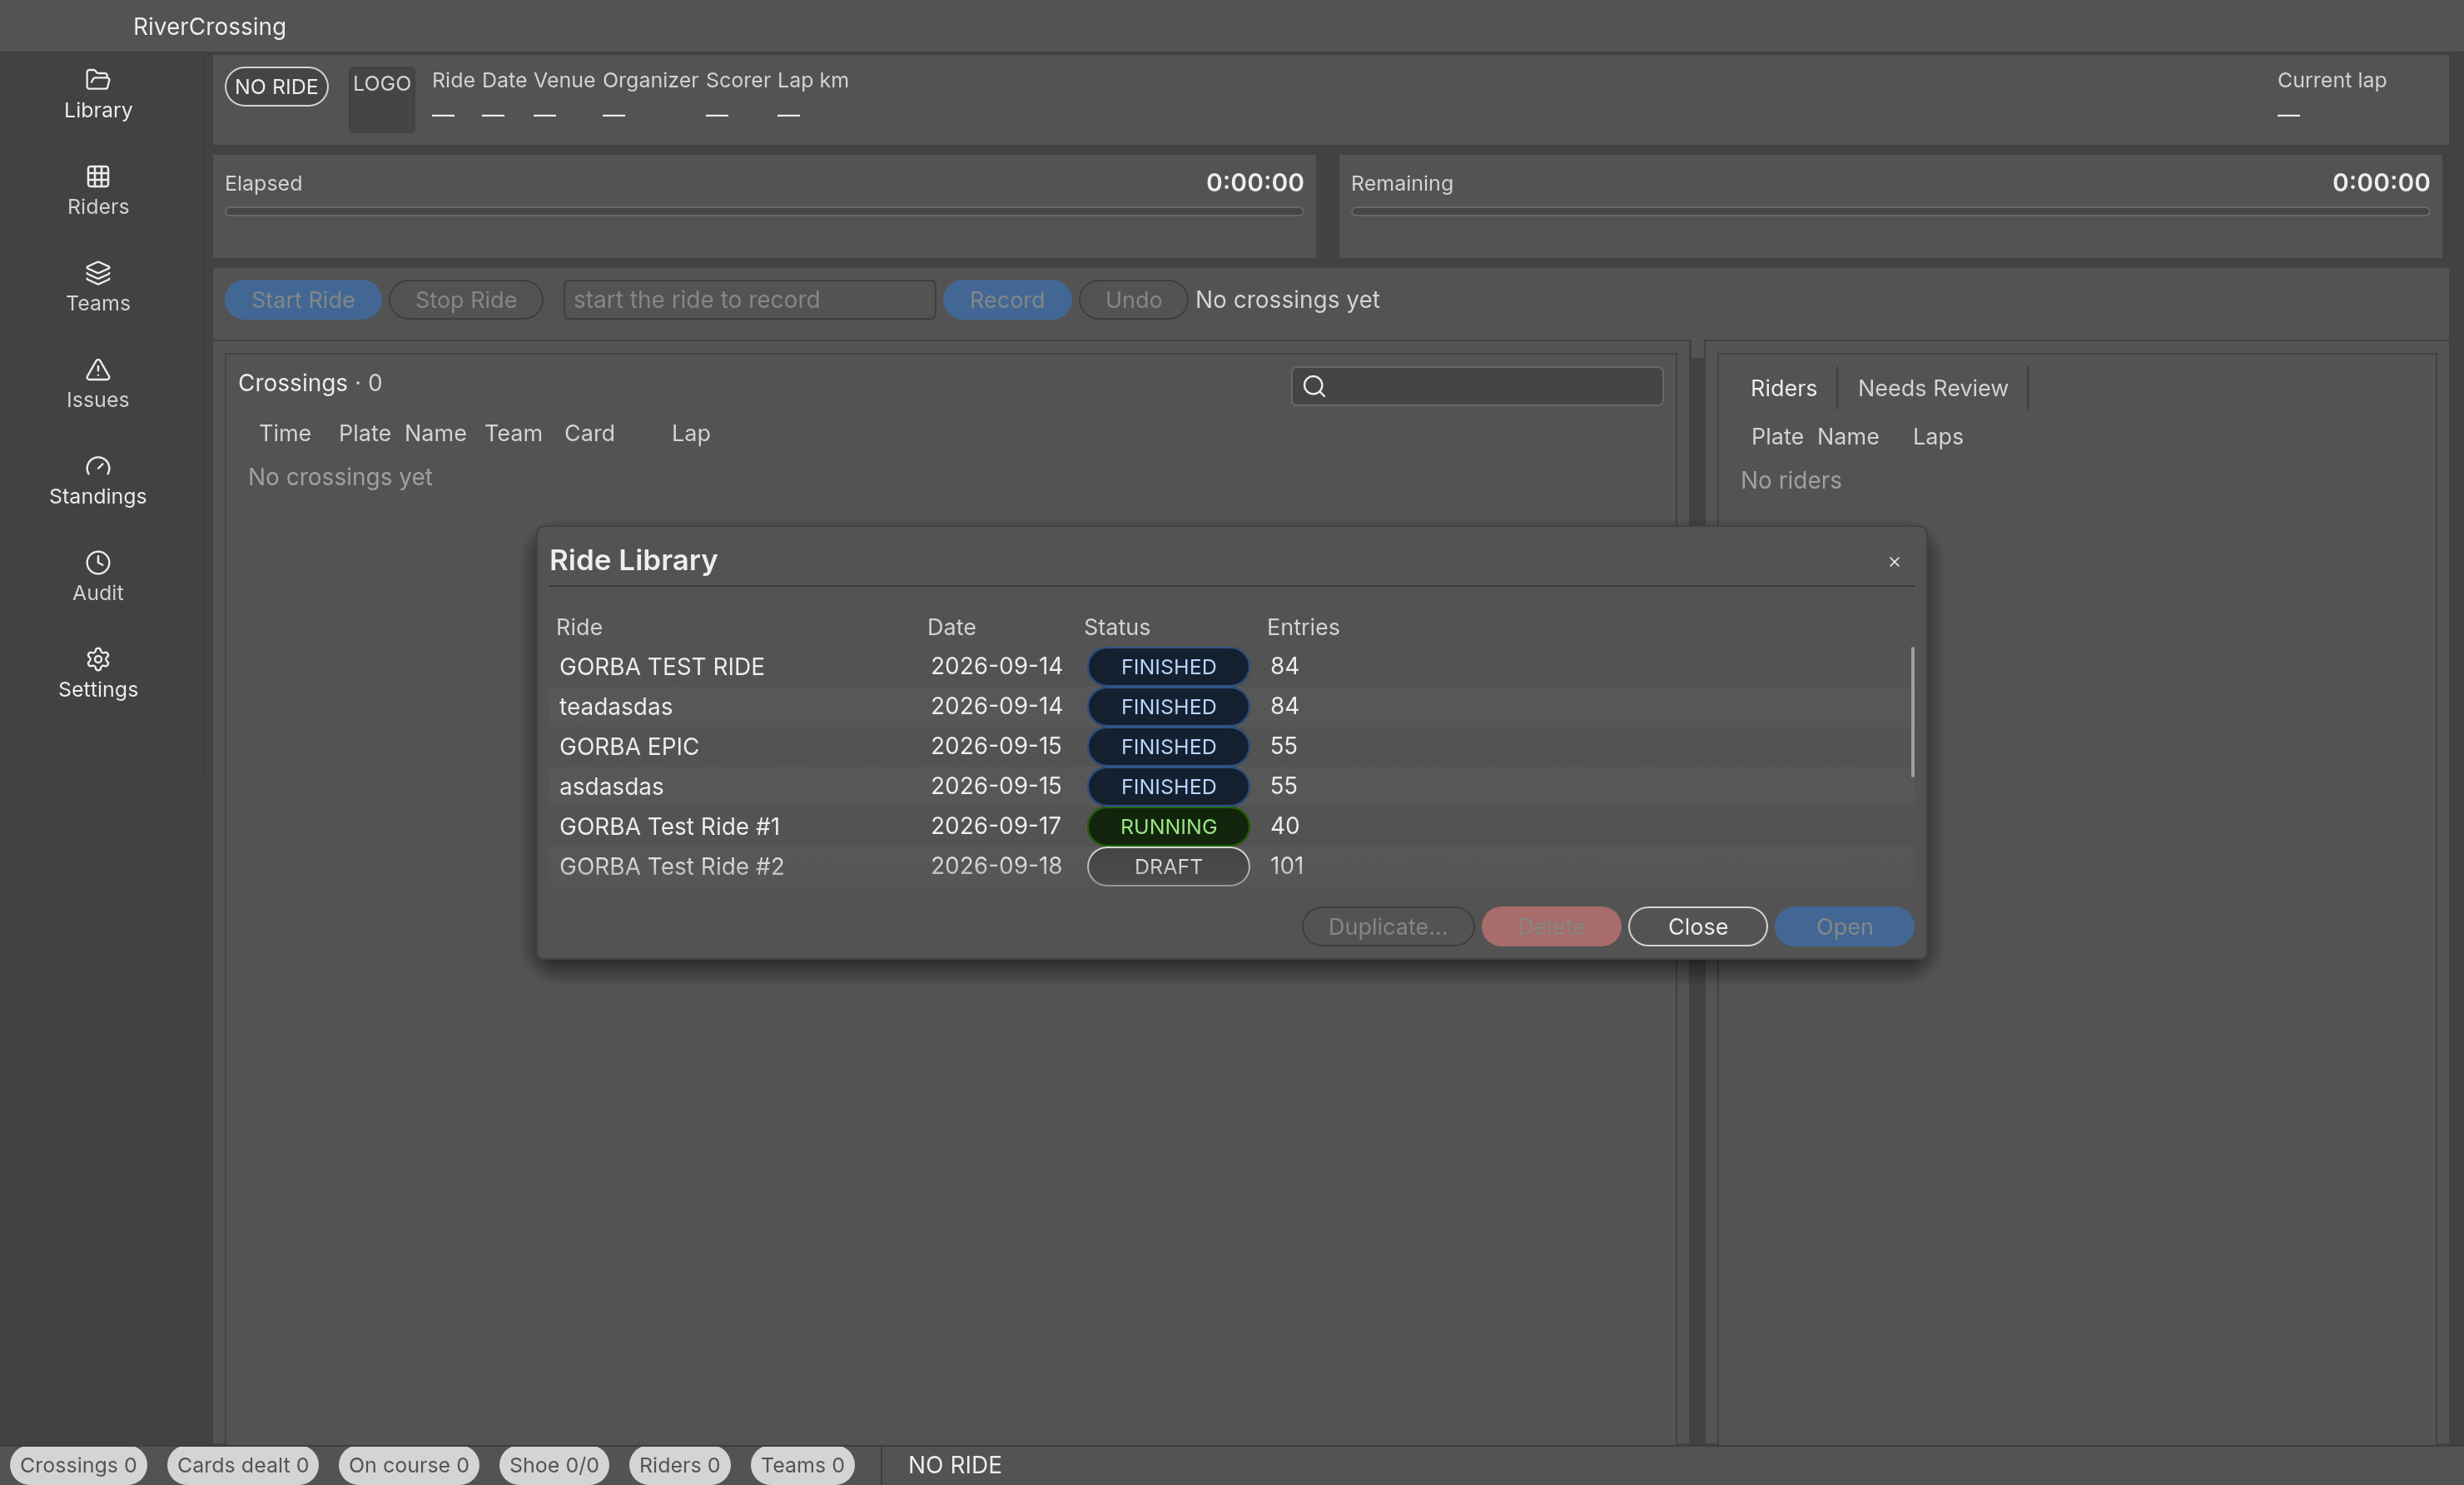 RiverCrossing
Library
Riders
Teams
Issues
Standings
Audit
Settings
NO RIDE
LOGO
Ride Date Venue Organizer Scorer Lap km
— — — — — —
Current lap
—
Elapsed 0:00:00
Remaining 0:00:00
Start Ride Stop Ride start the ride to record Record Undo No crossings yet
Crossings · 0
Time Plate Name Team Card Lap
No crossings yet
Riders Needs Review
Plate Name Laps
No riders
Ride Library ×
Ride Date Status Entries
GORBA TEST RIDE 2026-09-14 FINISHED 84
teadasdas 2026-09-14 FINISHED 84
GORBA EPIC 2026-09-15 FINISHED 55
asdasdas 2026-09-15 FINISHED 55
GORBA Test Ride #1 2026-09-17 RUNNING 40
GORBA Test Ride #2 2026-09-18 DRAFT 101
Duplicate... Delete Close Open
Crossings 0 Cards dealt 0 On course 0 Shoe 0/0 Riders 0 Teams 0 NO RIDE